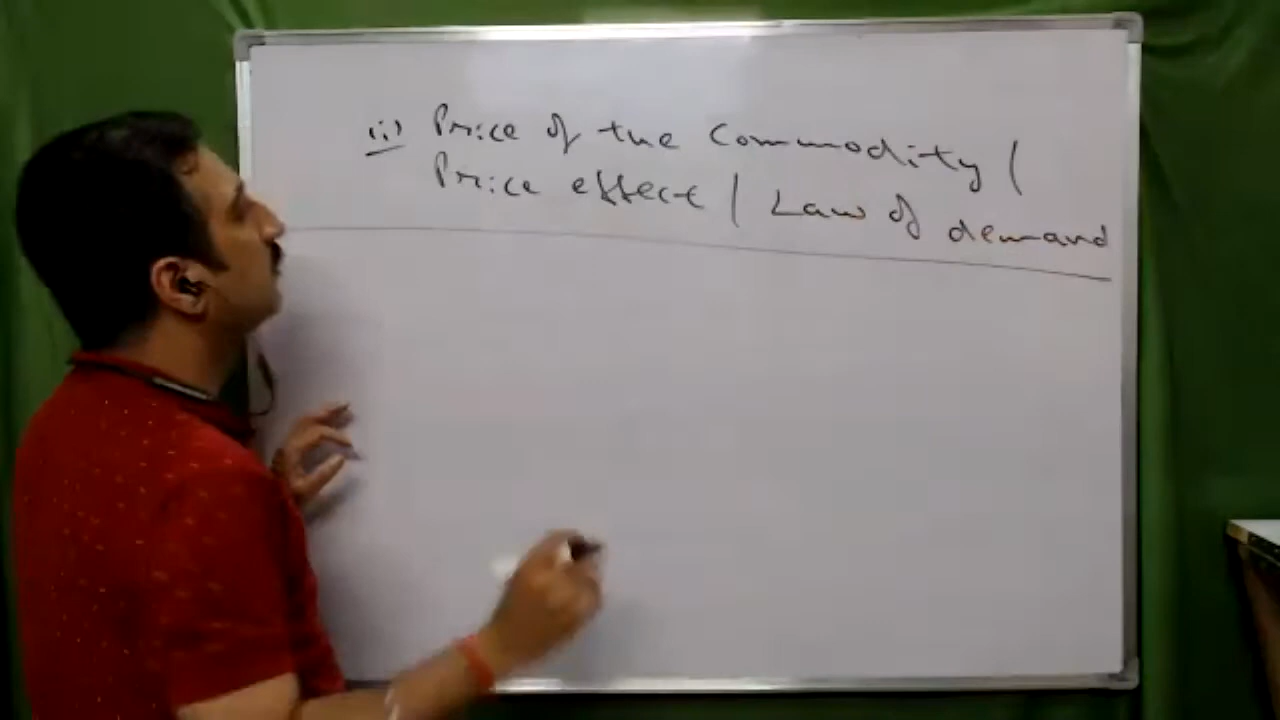 (i) Price of the Commodity |
Price effect | Law of demand